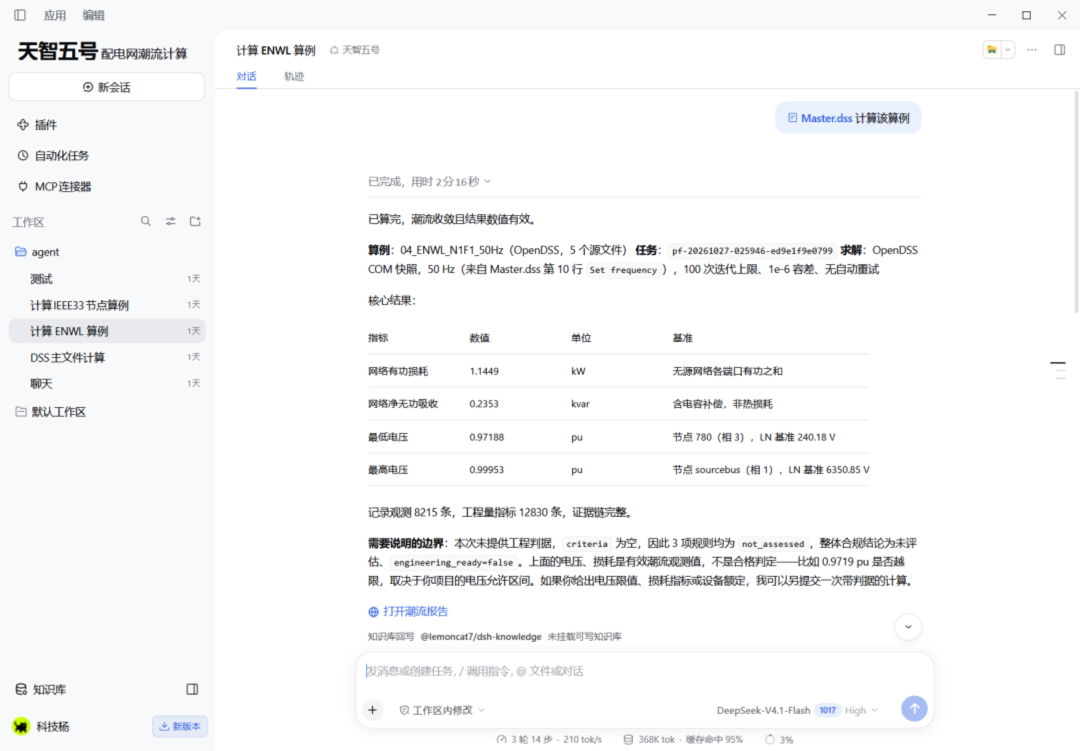 应用 编辑
天智五号 配电网潮流计算
新会话
插件
自动化任务
MCP连接器
工作区
agent
测试 1天
计算IEEE33节点算例 1天
计算 ENWL 算例 1天
DSS主文件计算 1天
聊天 1天
默认工作区
知识库
科技杨 新版本
计算 ENWL 算例 天智五号
对话 轨迹
Master.dss 计算该算例
已完成，用时 2分16秒
已算完，潮流收敛且结果数值有效。
算例：04_ENWL_N1F1_50Hz（OpenDSS，5 个源文件） 任务： pf-20261027-025946-ed9e1f9e0799 求解：OpenDSS
COM 快照，50 Hz（来自 Master.dss 第 10 行 Set frequency ），100 次迭代上限、1e-6 容差、无自动重试
核心结果：
指标 数值 单位 基准
网络有功损耗 1.1449 kW 无源网络各端口有功之和
网络净无功吸收 0.2353 kvar 含电容补偿，非热损耗
最低电压 0.97188 pu 节点 780（相 3），LN 基准 240.18 V
最高电压 0.99953 pu 节点 sourcebus（相 1），LN 基准 6350.85 V
记录观测 8215 条，工程量指标 12830 条，证据链完整。
需要说明的边界：本次未提供工程判据， criteria 为空，因此 3 项规则均为 not_assessed ，整体合规结论为未评
估、 engineering_ready=false 。上面的电压、损耗是有效潮流观测值，不是合格判定——比如 0.9719 pu 是否越
限，取决于你项目的电压允许区间。如果你给出电压限值、损耗指标或设备额定，我可以另提交一次带判据的计算。
打开潮流报告
知识库回写 @lemoncat7/dsh-knowledge 未挂载可写知识库
发消息或创建任务, / 调用指令, @ 文件或对话
工作区内修改 DeepSeek-V4.1-Flash 1017 High
3 轮 14 步 · 210 tok/s 368K tok · 缓存命中 95% 3%